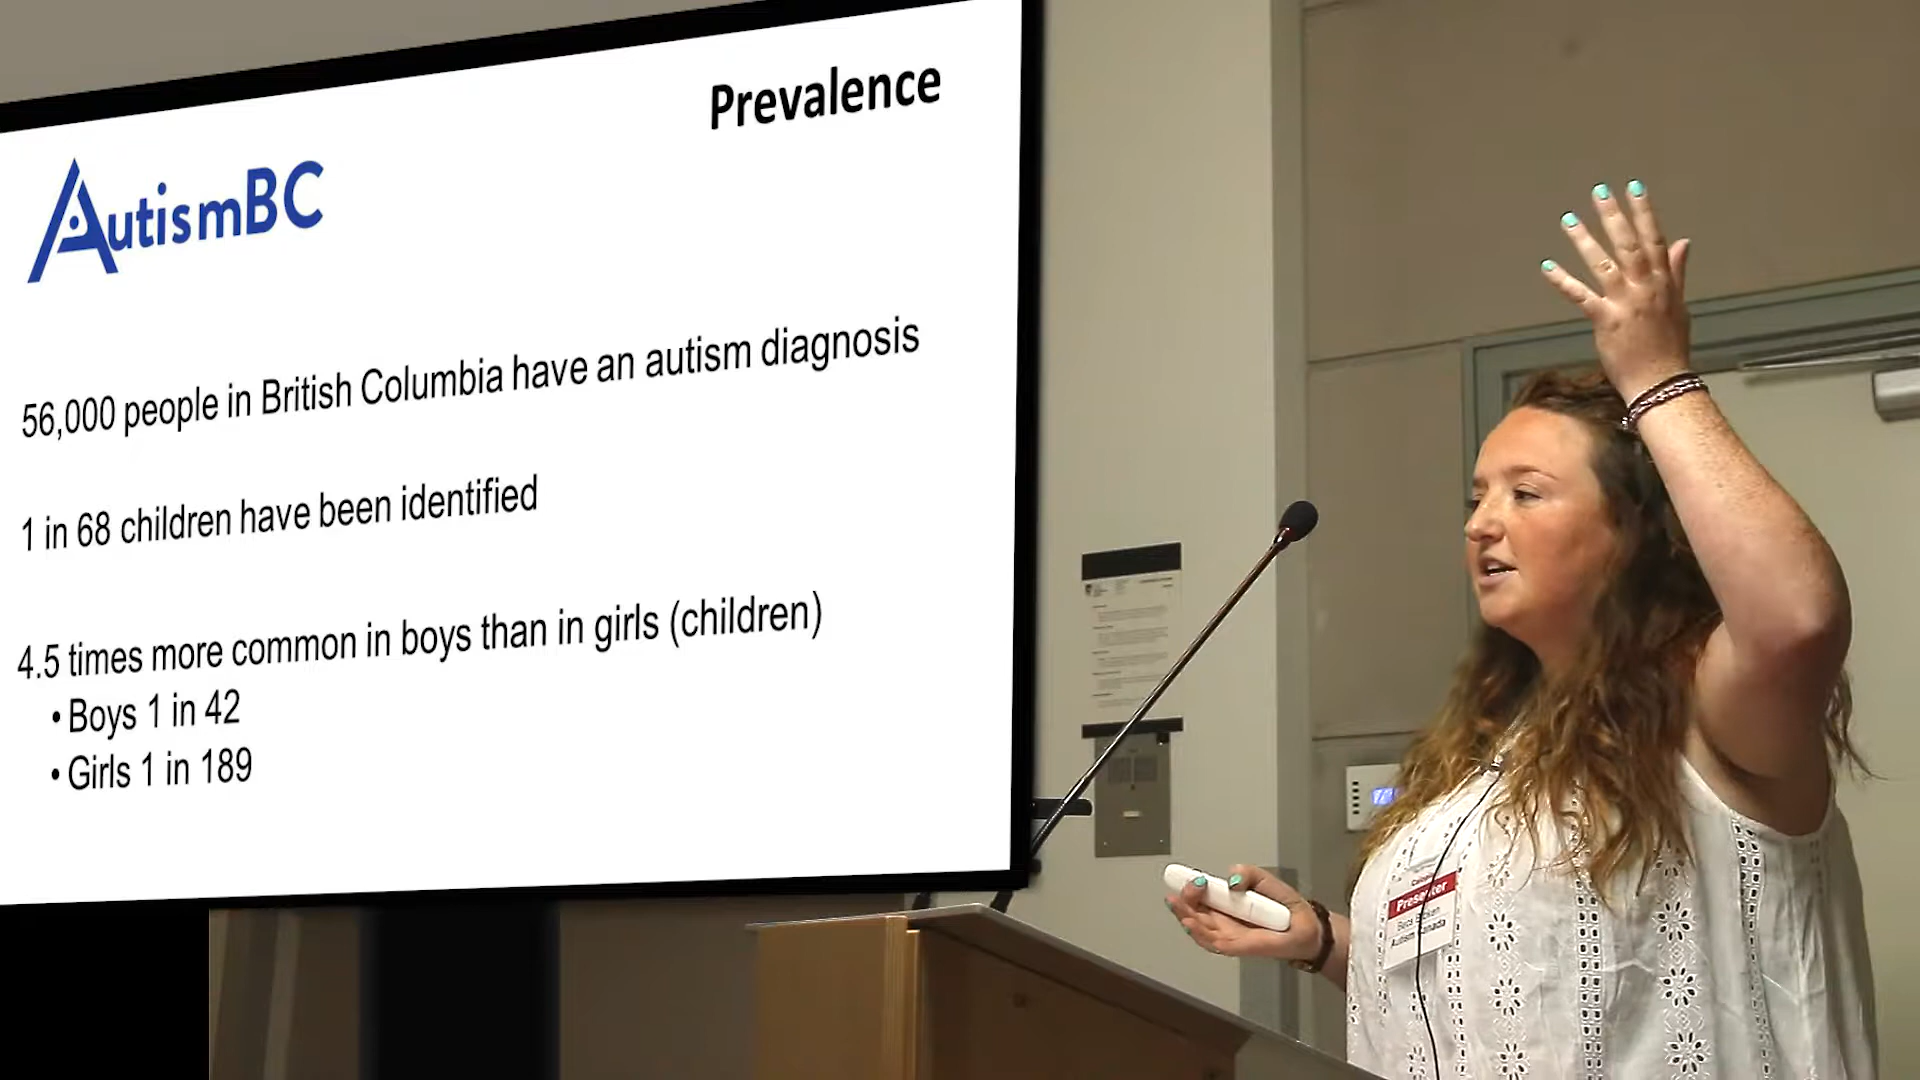 Prevalence
AutismBC
56,000 people in British Columbia have an autism diagnosis
1 in 68 children have been identified
4.5 times more common in boys than in girls (children)
• Boys 1 in 42
• Girls 1 in 189
Presenter
Autism Canada